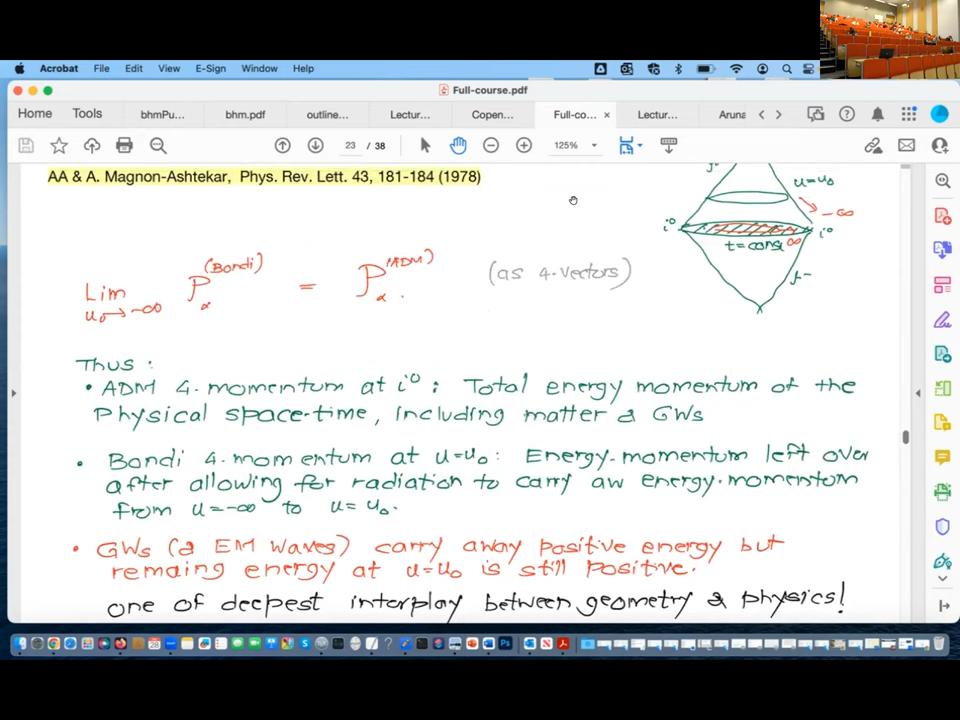 Acrobat File Edit View E-Sign Window Help
Full-course.pdf
Home Tools bhmPu... bhm.pdf outline... Lectur... Copen... Full-co... × Lectur... Aruna
23 / 38 125%
AA & A. Magnon-Ashtekar, Phys. Rev. Lett. 43, 181-184 (1978)
u=u₀
-∞
i° i°
t=const ∞
Lim u₀→-∞ P_α^(Bondi) = P_α^(ADM). (as 4-vectors)
Thus :
• ADM 4-momentum at i° : Total energy momentum of the
Physical space-time, including matter & GWs
• Bondi 4-momentum at u=u₀: Energy-momentum left over
after allowing for radiation to carry aw energy-momentum
from u=-∞ to u= u₀.
• GWs (& EM waves) carry away positive energy but
remaing energy at u=u₀ is still positive.
one of deepest interplay between geometry & physics!